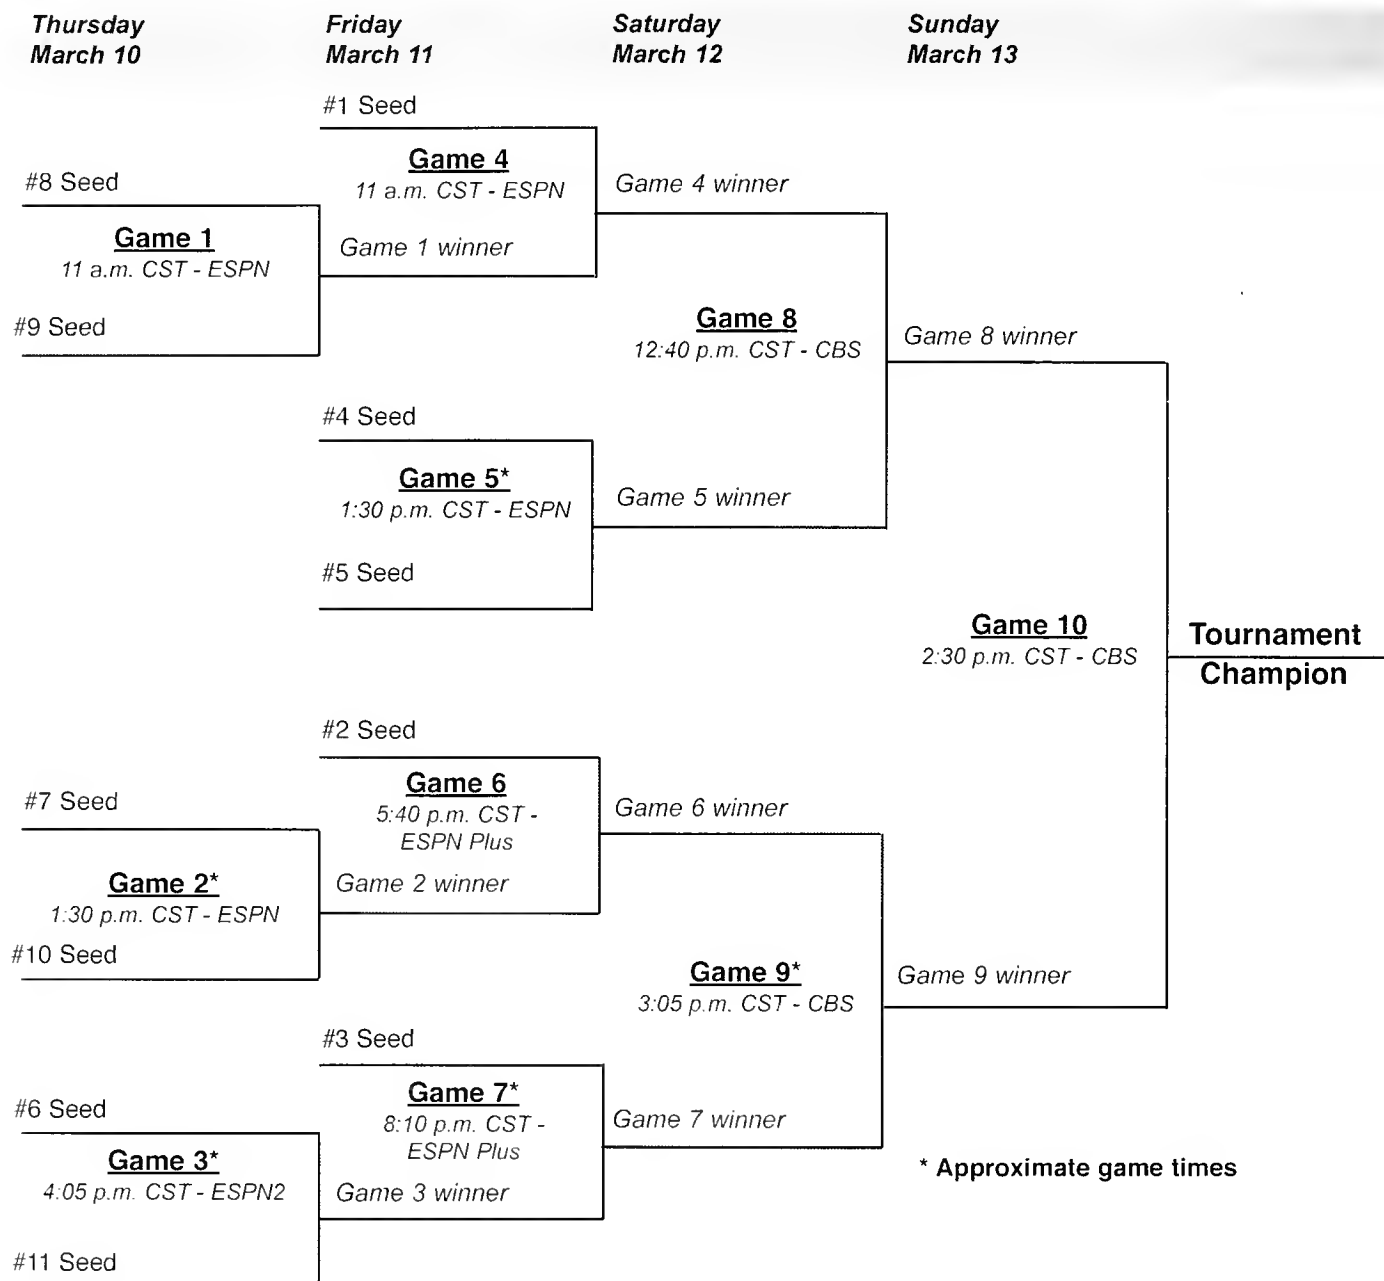 Thursday
March 10
Friday
March 11
Saturday
March 12
Sunday
March 13
#1 Seed
Game 4
11 a.m. CST - ESPN
#8 Seed
Game 4 winner
Game 1
11 a.m. CST - ESPN
Game 1 winner
#9 Seed
Game 8
12:40 p.m. CST - CBS
Game 8 winner
#4 Seed
Game 5*
1:30 p.m. CST - ESPN
Game 5 winner
#5 Seed
Game 10
2:30 p.m. CST - CBS
Tournament
Champion
#2 Seed
Game 6
5:40 p.m. CST -
ESPN Plus
#7 Seed
Game 6 winner
Game 2*
1:30 p.m. CST - ESPN
Game 2 winner
#10 Seed
Game 9*
3:05 p.m. CST - CBS
Game 9 winner
#3 Seed
Game 7*
8:10 p.m. CST -
ESPN Plus
#6 Seed
Game 7 winner
Game 3*
4:05 p.m. CST - ESPN2
Game 3 winner
* Approximate game times
#11 Seed